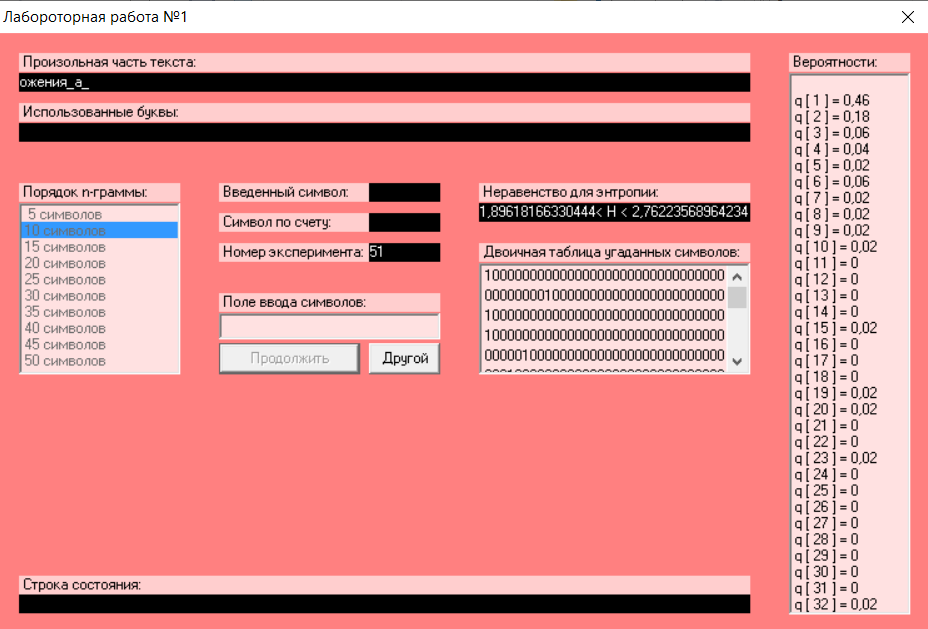 Лабороторная работа №1
Произольная часть текста:
ожения_а_
Использованные буквы:
Порядок n-граммы:
5 символов
10 символов
15 символов
20 символов
25 символов
30 символов
35 символов
40 символов
45 символов
50 символов
Введенный символ:
Символ по счету:
Номер эксперимента: 51
Поле ввода символов:
Продолжить
Другой
Неравенство для энтропии:
1,89618166330444< H < 2,76223568964234
Двоичная таблица угаданных символов:
10000000000000000000000000000000
00000000100000000000000000000000
10000000000000000000000000000000
10000000000000000000000000000000
00000100000000000000000000000000
Вероятности:
q [ 1 ] = 0,46
q [ 2 ] = 0,18
q [ 3 ] = 0,06
q [ 4 ] = 0,04
q [ 5 ] = 0,02
q [ 6 ] = 0,06
q [ 7 ] = 0,02
q [ 8 ] = 0,02
q [ 9 ] = 0,02
q [ 10 ] = 0,02
q [ 11 ] = 0
q [ 12 ] = 0
q [ 13 ] = 0
q [ 14 ] = 0
q [ 15 ] = 0,02
q [ 16 ] = 0
q [ 17 ] = 0
q [ 18 ] = 0
q [ 19 ] = 0,02
q [ 20 ] = 0,02
q [ 21 ] = 0
q [ 22 ] = 0
q [ 23 ] = 0,02
q [ 24 ] = 0
q [ 25 ] = 0
q [ 26 ] = 0
q [ 27 ] = 0
q [ 28 ] = 0
q [ 29 ] = 0
q [ 30 ] = 0
q [ 31 ] = 0
q [ 32 ] = 0,02
Строка состояния: